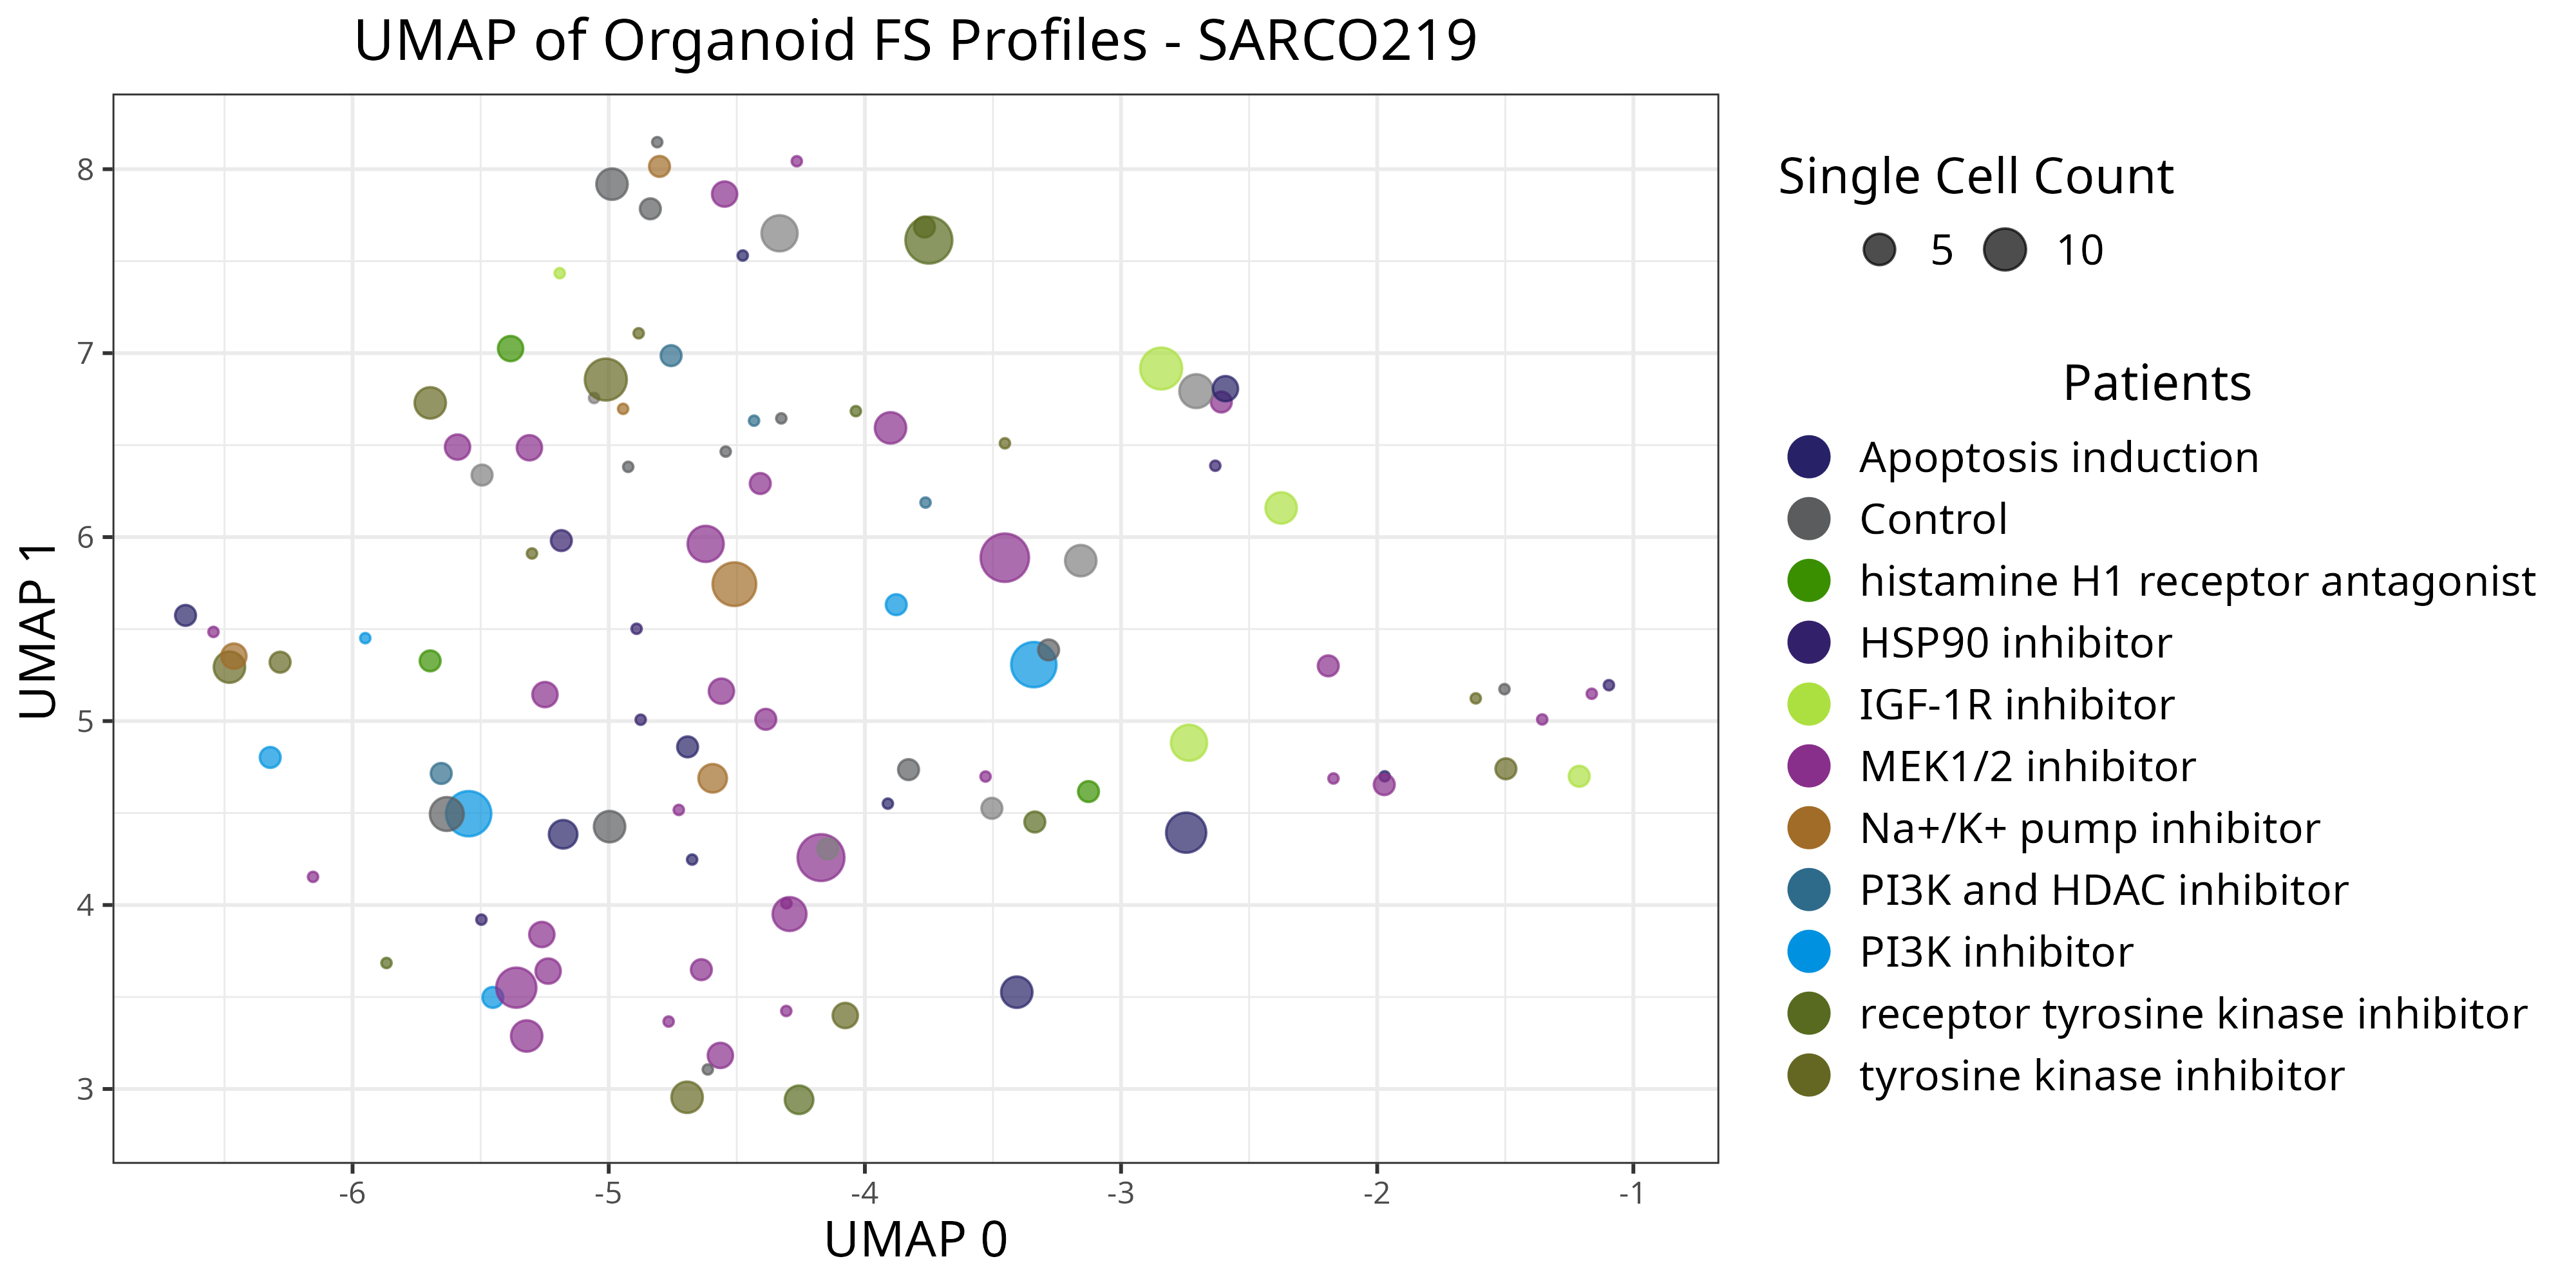 UMAP of Organoid FS Profiles - SARCO219
UMAP 1
8
7
6
5
4
3
-6 -5 -4 -3 -2 -1
UMAP 0
Single Cell Count
5 10
Patients
Apoptosis induction
Control
histamine H1 receptor antagonist
HSP90 inhibitor
IGF-1R inhibitor
MEK1/2 inhibitor
Na+/K+ pump inhibitor
PI3K and HDAC inhibitor
PI3K inhibitor
receptor tyrosine kinase inhibitor
tyrosine kinase inhibitor